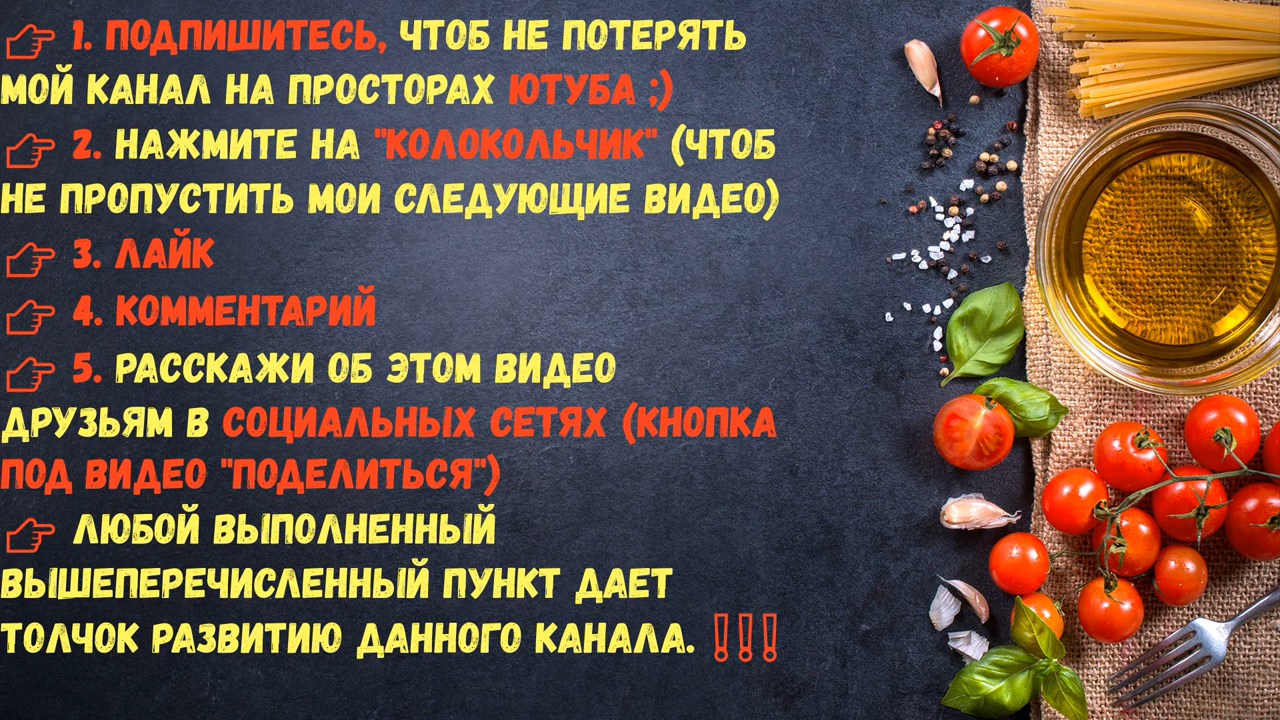 👉 1. ПОДПИШИТЕСЬ, ЧТОБ НЕ ПОТЕРЯТЬ
МОЙ КАНАЛ НА ПРОСТОРАХ ЮТУБА ;)
👉 2. НАЖМИТЕ НА "КОЛОКОЛЬЧИК" (ЧТОБ
НЕ ПРОПУСТИТЬ МОИ СЛЕДУЮЩИЕ ВИДЕО)
👉 3. ЛАЙК
👉 4. КОММЕНТАРИЙ
👉 5. РАССКАЖИ ОБ ЭТОМ ВИДЕО
ДРУЗЬЯМ В СОЦИАЛЬНЫХ СЕТЯХ (КНОПКА
ПОД ВИДЕО "ПОДЕЛИТЬСЯ")
👉 ЛЮБОЙ ВЫПОЛНЕННЫЙ
ВЫШЕПЕРЕЧИСЛЕННЫЙ ПУНКТ ДАЕТ
ТОЛЧОК РАЗВИТИЮ ДАННОГО КАНАЛА. ❗❗❗